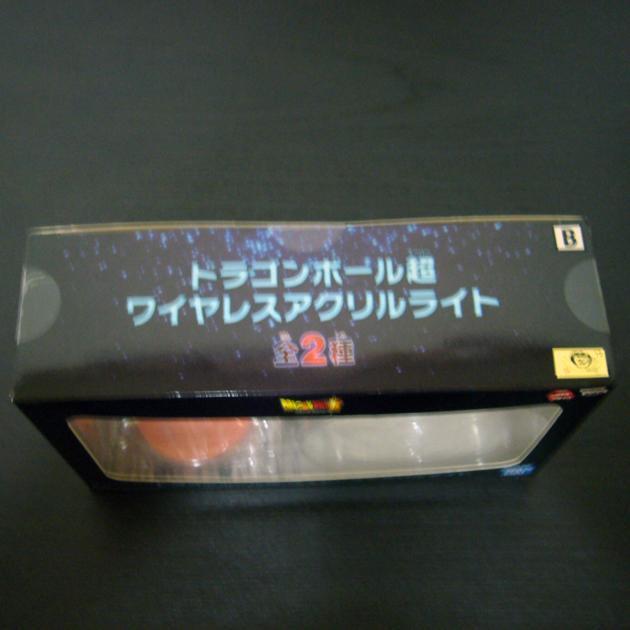 B
ドラゴンボール超
ワイヤレスアクリルライト
全2種